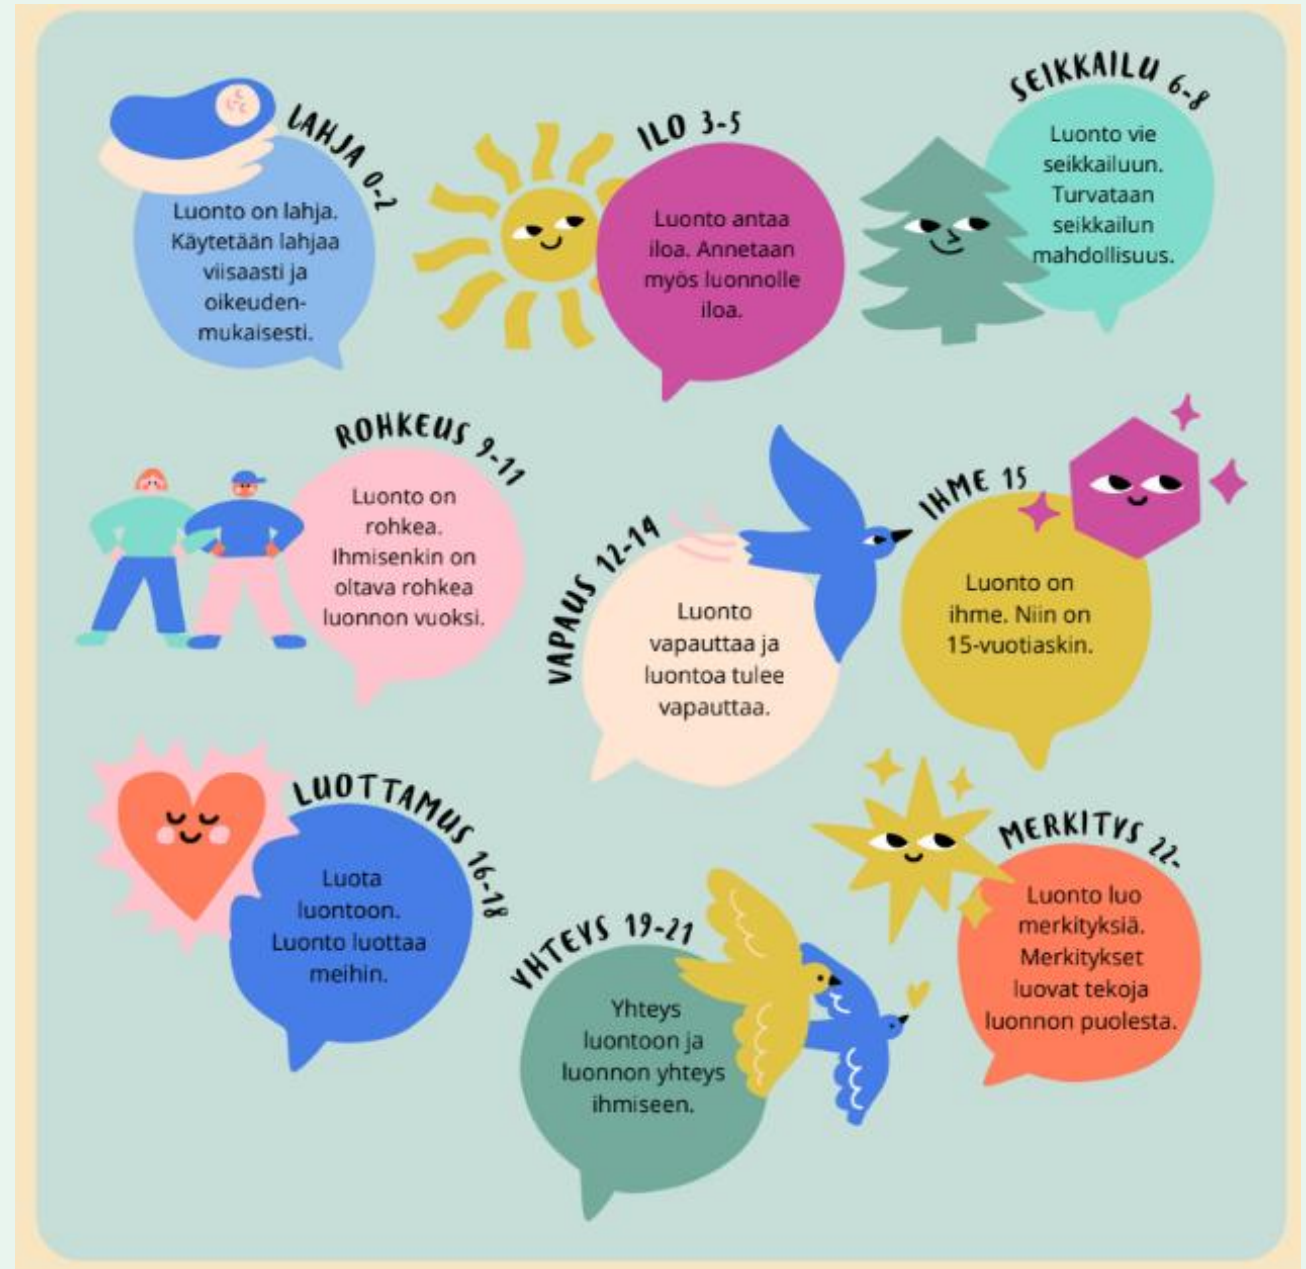 LAHJA 0-2
Luonto on lahja.
Käytetään lahjaa
viisaasti ja
oikeuden-
mukaisesti.
ILO 3-5
Luonto antaa
iloa. Annetaan
myös luonnolle
iloa.
SEIKKAILU 6-8
Luonto vie
seikkailuun.
Turvataan
seikkailun
mahdollisuus.
ROHKEUS 9-11
Luonto on
rohkea.
Ihmisenkin on
oltava rohkea
luonnon vuoksi.
VAPAUS 12-14
Luonto
vapauttaa ja
luontoa tulee
vapauttaa.
IHME 15
Luonto on
ihme. Niin on
15-vuotiaskin.
LUOTTAMUS 16-18
Luota
luontoon.
Luonto luottaa
meihin.
YHTEYS 19-21
Yhteys
luontoon ja
luonnon yhteys
ihmiseen.
MERKITYS 22-
Luonto luo
merkityksiä.
Merkitykset
luovat tekoja
luonnon puolesta.